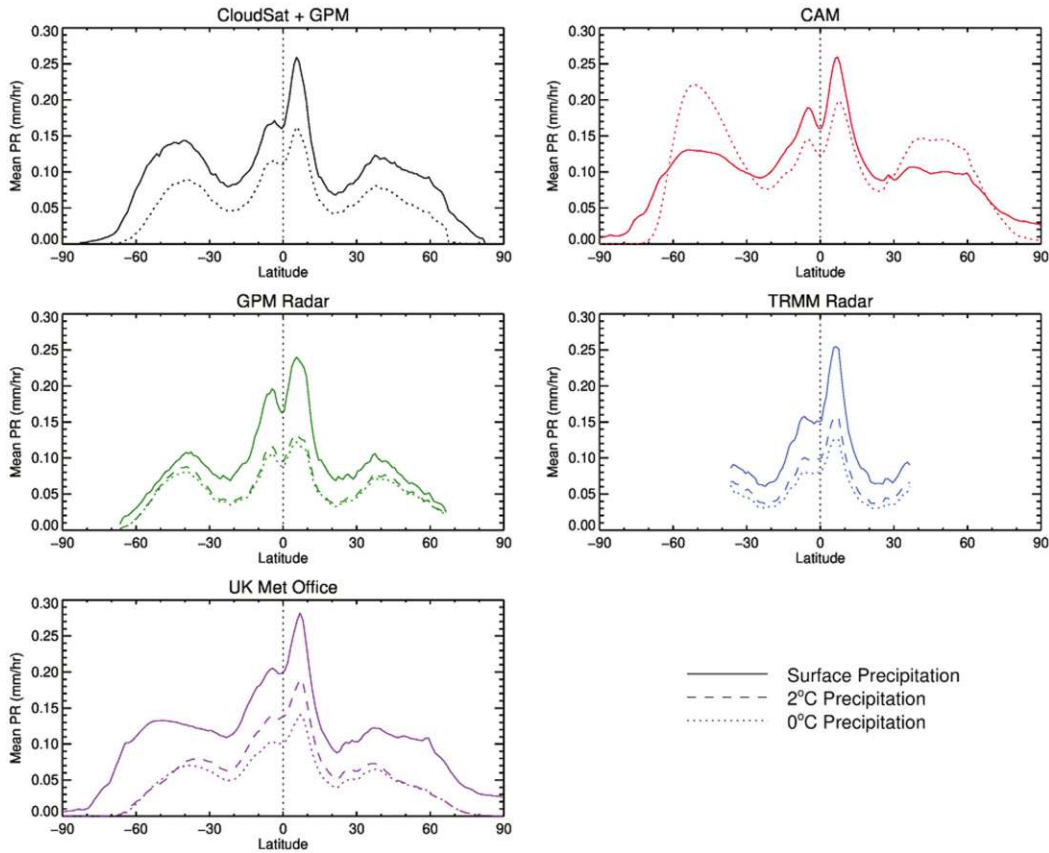 CloudSat + GPM
0.30
0.25
0.20
0.15
0.10
0.05
0.00
Mean PR (mm/hr)
−90 −60 −30 0 30 60 90
Latitude
CAM
0.30
0.25
0.20
0.15
0.10
0.05
0.00
Mean PR (mm/hr)
−90 −60 −30 0 30 60 90
Latitude
GPM Radar
0.30
0.25
0.20
0.15
0.10
0.05
0.00
Mean PR (mm/hr)
−90 −60 −30 0 30 60 90
Latitude
TRMM Radar
0.30
0.25
0.20
0.15
0.10
0.05
0.00
Mean PR (mm/hr)
−90 −60 −30 0 30 60 90
Latitude
UK Met Office
0.30
0.25
0.20
0.15
0.10
0.05
0.00
Mean PR (mm/hr)
−90 −60 −30 0 30 60 90
Latitude
Surface Precipitation
2°C Precipitation
0°C Precipitation